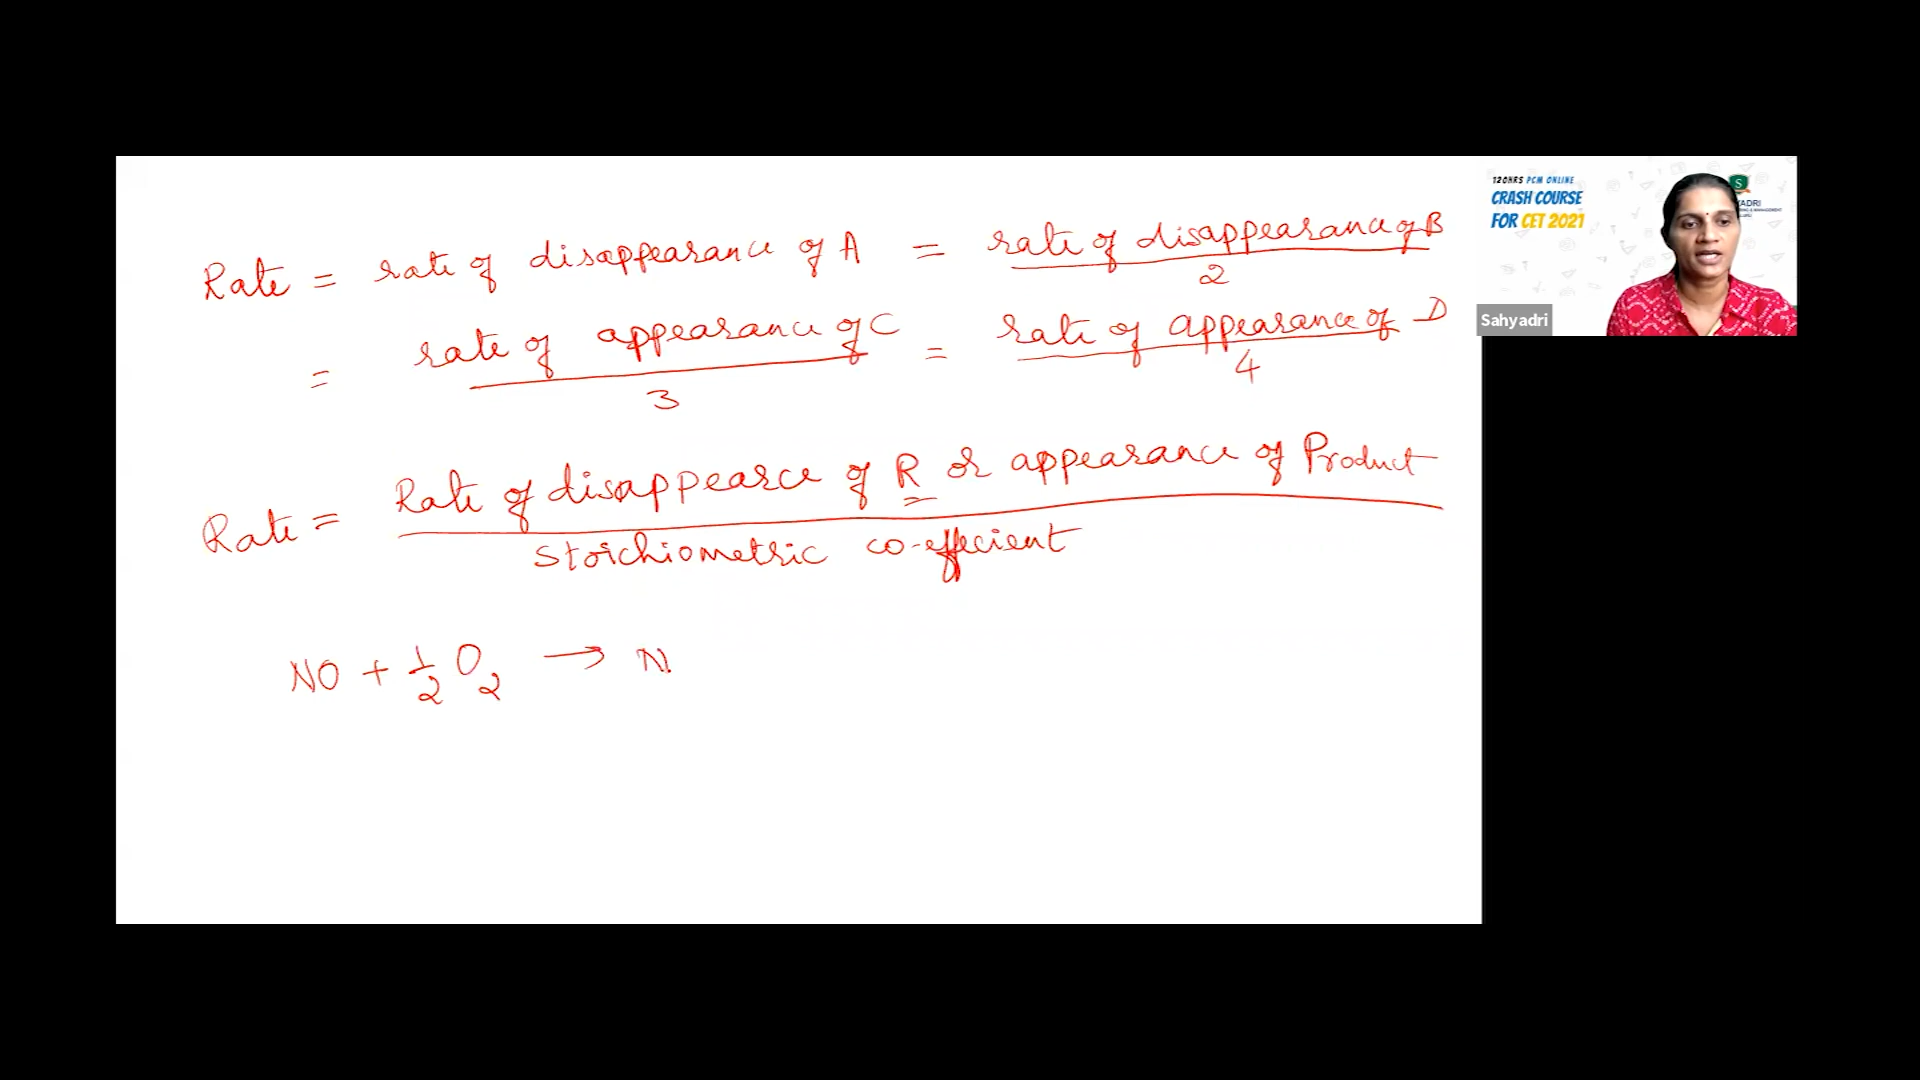 Rate = rate of disappearance of A = rate of disappearance of B / 2
= rate of appearance of C / 3 = rate of appearance of D / 4
Rate = Rate of disappearce of R or appearance of Product / Stoichiometric co-effecient
NO + 1/2 O2 → N
120HRS PCM ONLINE
CRASH COURSE
FOR CET 2021
S
Sahyadri